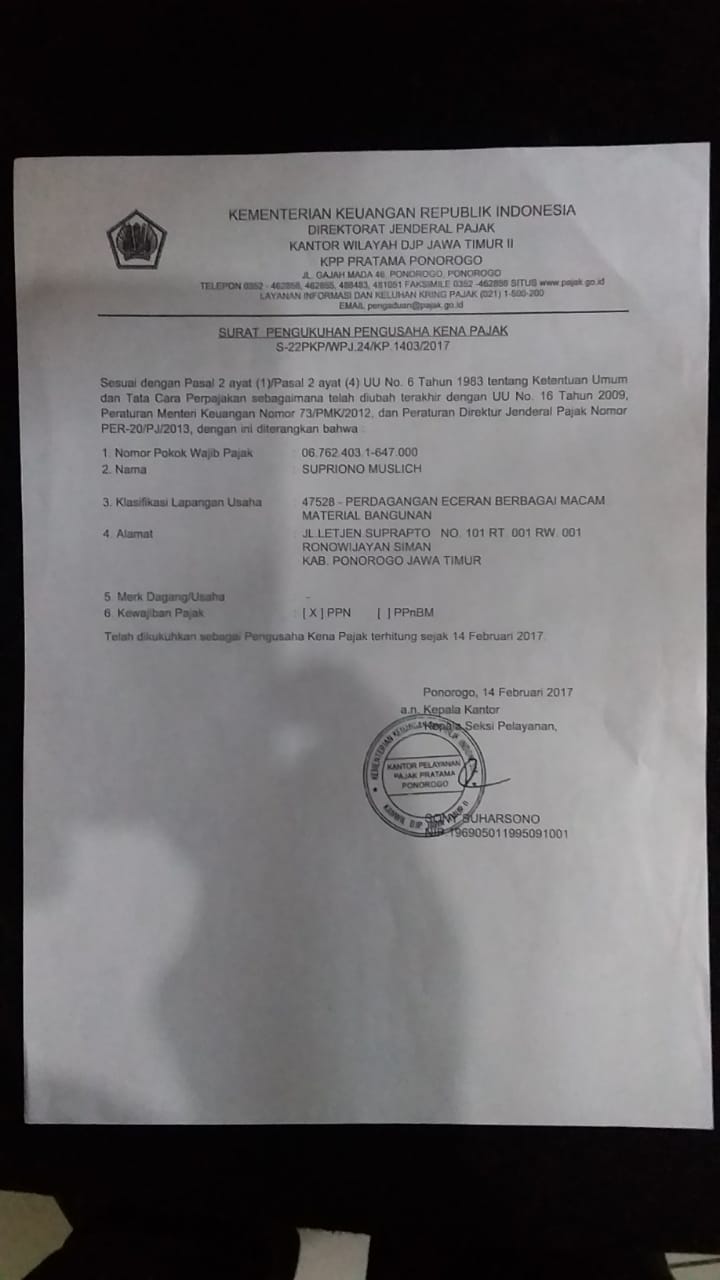 KEMENTERIAN KEUANGAN REPUBLIK INDONESIA
DIREKTORAT JENDERAL PAJAK
KANTOR WILAYAH DJP JAWA TIMUR II
KPP PRATAMA PONOROGO
JL. GAJAH MADA 46, PONOROGO, PONOROGO
TELEPON 0352 - 462856, 462855, 488483, 481051 FAKSIMILE 0352 -462856 SITUS www.pajak.go.id
LAYANAN INFORMASI DAN KELUHAN KRING PAJAK (021) 1-500-200
EMAIL pengaduan@pajak.go.id
SURAT PENGUKUHAN PENGUSAHA KENA PAJAK
S-22PKP/WPJ.24/KP.1403/2017
Sesuai dengan Pasal 2 ayat (1)/Pasal 2 ayat (4) UU No. 6 Tahun 1983 tentang Ketentuan Umum
dan Tata Cara Perpajakan sebagaimana telah diubah terakhir dengan UU No. 16 Tahun 2009,
Peraturan Menteri Keuangan Nomor 73/PMK/2012, dan Peraturan Direktur Jenderal Pajak Nomor
PER-20/PJ/2013, dengan ini diterangkan bahwa :
1. Nomor Pokok Wajib Pajak : 06.762.403.1-647.000
2. Nama : SUPRIONO MUSLICH
3. Klasifikasi Lapangan Usaha : 47528 - PERDAGANGAN ECERAN BERBAGAI MACAM
MATERIAL BANGUNAN
4. Alamat : JL.LETJEN.SUPRAPTO NO. 101 RT. 001 RW. 001
RONOWIJAYAN SIMAN
KAB. PONOROGO JAWA TIMUR
5. Merk Dagang/Usaha : -
6. Kewajiban Pajak : [ X ] PPN [ ] PPnBM
Telah dikukuhkan sebagai Pengusaha Kena Pajak terhitung sejak 14 Februari 2017
Ponorogo, 14 Februari 2017
a.n. Kepala Kantor
Kepala Seksi Pelayanan,
KEMENTERIAN KEUANGAN REPUBLIK INDONESIA
KANTOR PELAYANAN
PAJAK PRATAMA
PONOROGO
KANWIL DJP JAWA TIMUR II
SONY SUHARSONO
NIP 196905011995091001